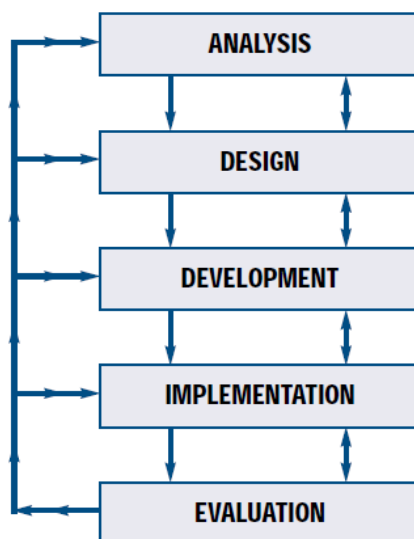 ANALYSIS
DESIGN
DEVELOPMENT
IMPLEMENTATION
EVALUATION